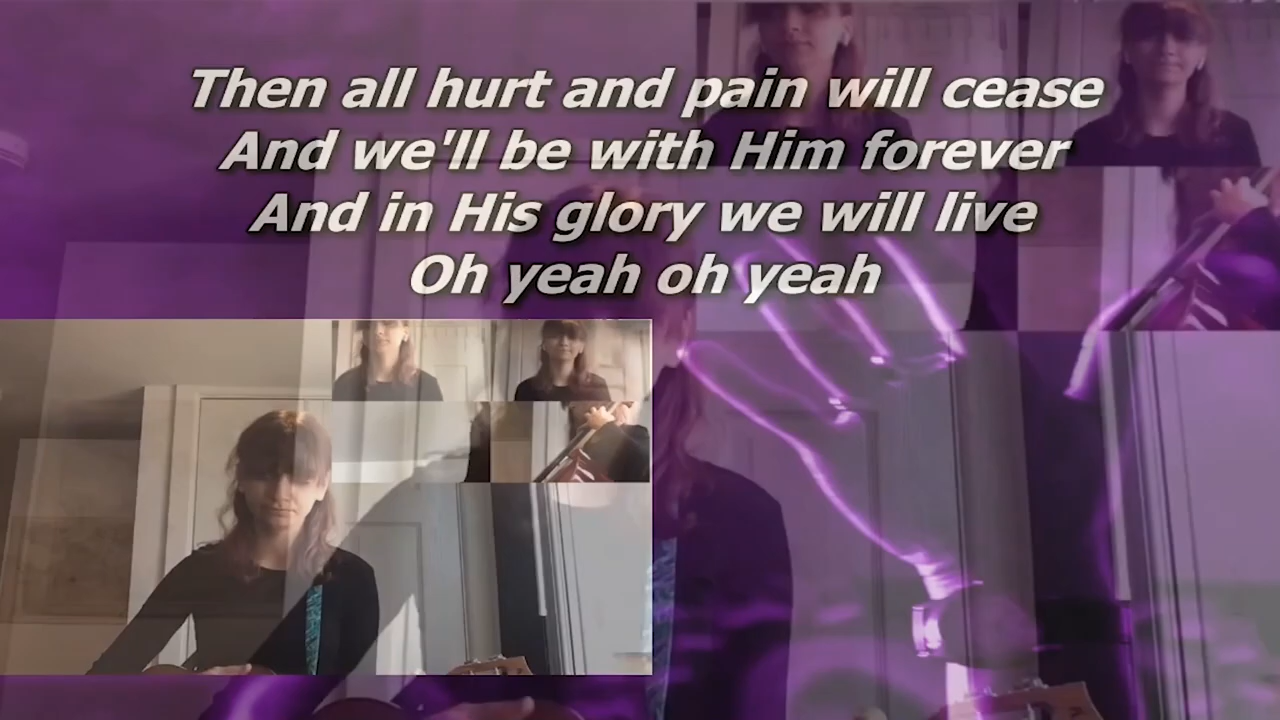 Then all hurt and pain will cease
And we'll be with Him forever
And in His glory we will live
Oh yeah oh yeah